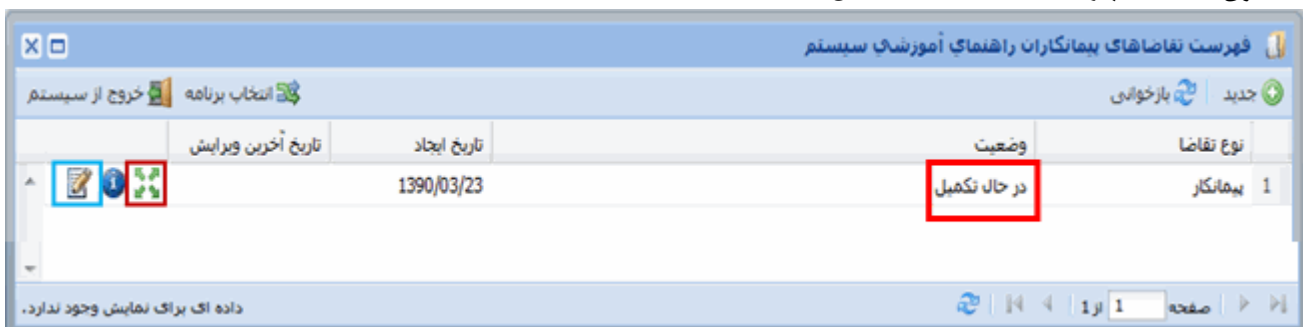 فهرست تقاضاهای پیمانکاران راهنمای آموزشی سیستم
جدید بازخوانی انتخاب برنامه خروج از سیستم
نوع تقاضا وضعیت تاریخ ایجاد تاریخ آخرین ویرایش
1 پیمانکار در حال تکمیل 1390/03/23
صفحه 1 از 1 داده ای برای نمایش وجود ندارد.